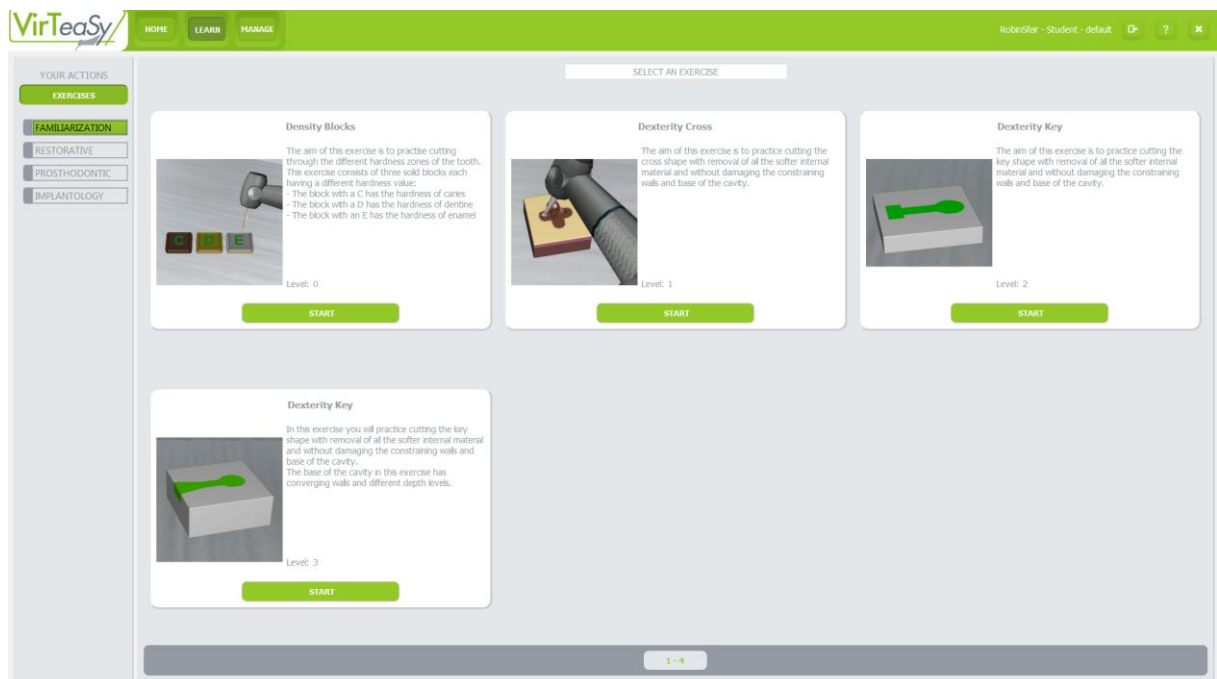 VirTeaSy
HOME
LEARN
MANAGE
RobinSfeir - Student - default
?
YOUR ACTIONS
EXERCISES
FAMILIARIZATION
RESTORATIVE
PROSTHODONTIC
IMPLANTOLOGY
SELECT AN EXERCISE
Density Blocks
The aim of this exercise is to practise cutting
through the different hardness zones of the tooth.
This exercise consists of three solid blocks each
having a different hardness value:
- The block with a C has the hardness of caries
- The block with a D has the hardness of dentine
- The block with an E has the hardness of enamel
C D E
Level: 0
START
Dexterity Cross
The aim of this exercise is to practice cutting the
cross shape with removal of all the softer internal
material and without damaging the constraining
walls and base of the cavity.
Level: 1
START
Dexterity Key
The aim of this exercise is to practice cutting the
key shape with removal of all the softer internal
material and without damaging the constraining
walls and base of the cavity.
Level: 2
START
Dexterity Key
In this exercise you will practice cutting the key
shape with removal of all the softer internal material
and without damaging the constraining walls and
base of the cavity.
The base of the cavity in this exercise has
converging walls and different depth levels.
Level: 3
START
1 - 4